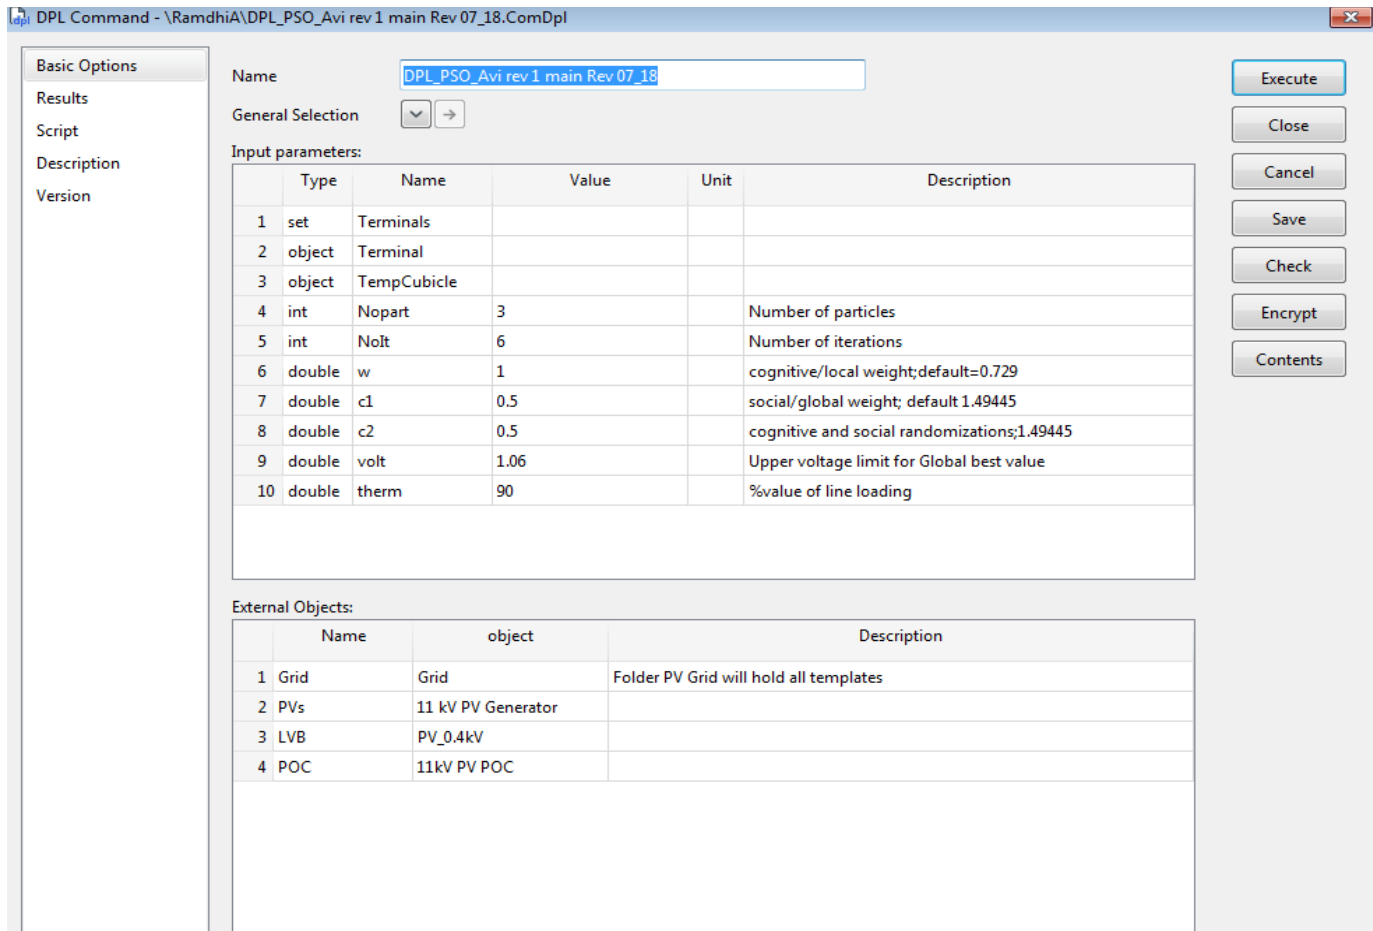 DPL Command - \RamdhiA\DPL_PSO_Avi rev 1 main Rev 07_18.ComDpl
Basic Options
Results
Script
Description
Version
Name DPL_PSO_Avi rev 1 main Rev 07_18
General Selection
Input parameters:
Type Name Value Unit Description
1 set Terminals
2 object Terminal
3 object TempCubicle
4 int Nopart 3 Number of particles
5 int NoIt 6 Number of iterations
6 double w 1 cognitive/local weight;default=0.729
7 double c1 0.5 social/global weight; default 1.49445
8 double c2 0.5 cognitive and social randomizations;1.49445
9 double volt 1.06 Upper voltage limit for Global best value
10 double therm 90 %value of line loading
External Objects:
Name object Description
1 Grid Grid Folder PV Grid will hold all templates
2 PVs 11 kV PV Generator
3 LVB PV_0.4kV
4 POC 11kV PV POC
Execute
Close
Cancel
Save
Check
Encrypt
Contents